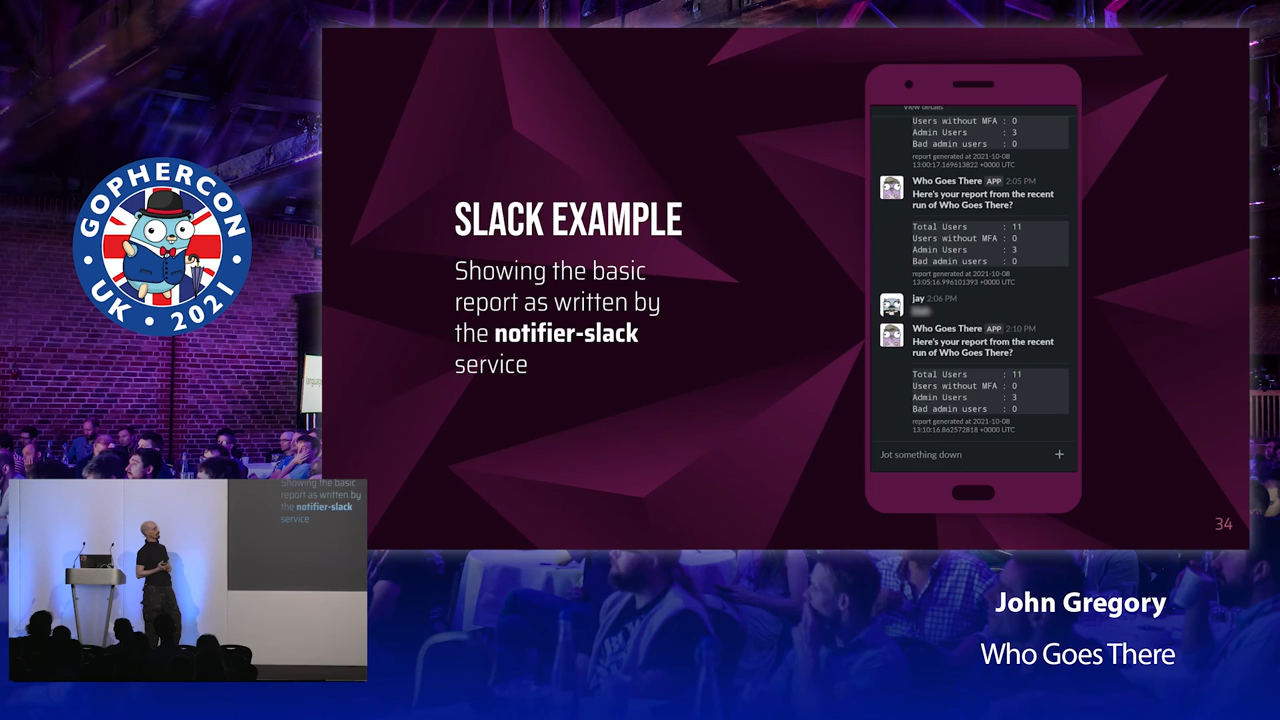 GOPHERCON
UK • 2021
SLACK EXAMPLE
Showing the basic
report as written by
the notifier-slack
service
View details
Users without MFA : 0
Admin Users : 3
Bad admin users : 0
report generated at 2021-10-08
13:00:17.169613822 +0000 UTC
Who Goes There APP 2:05 PM
Here's your report from the recent
run of Who Goes There?
Total Users : 11
Users without MFA : 0
Admin Users : 3
Bad admin users : 0
report generated at 2021-10-08
13:05:16.996101393 +0000 UTC
jay 2:06 PM
Who Goes There APP 2:10 PM
Here's your report from the recent
run of Who Goes There?
Total Users : 11
Users without MFA : 0
Admin Users : 3
Bad admin users : 0
report generated at 2021-10-08
13:10:16.862572818 +0000 UTC
Jot something down
34
Showing the basic
report as written by
the notifier-slack
service
John Gregory
Who Goes There